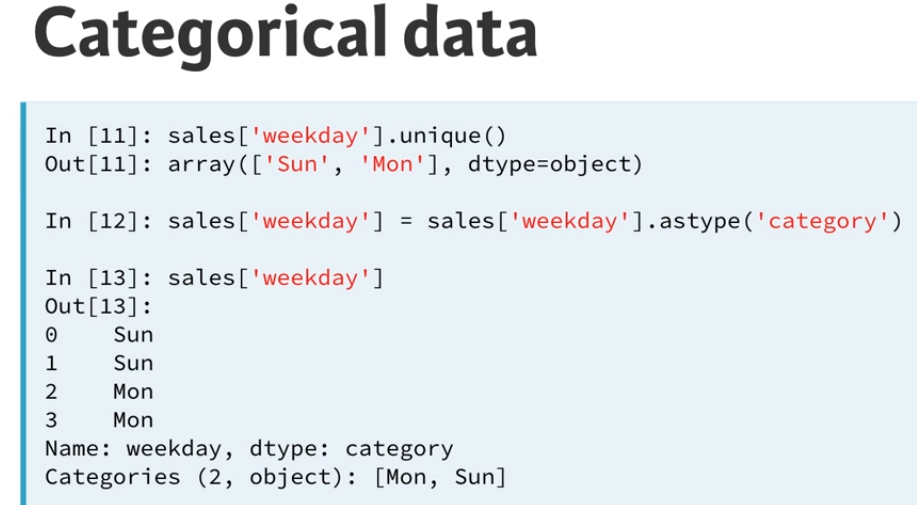 Categorical data
In [11]: sales['weekday'].unique()
Out[11]: array(['Sun', 'Mon'], dtype=object)
In [12]: sales['weekday'] = sales['weekday'].astype('category')
In [13]: sales['weekday']
Out[13]:
0    Sun
1    Sun
2    Mon
3    Mon
Name: weekday, dtype: category
Categories (2, object): [Mon, Sun]